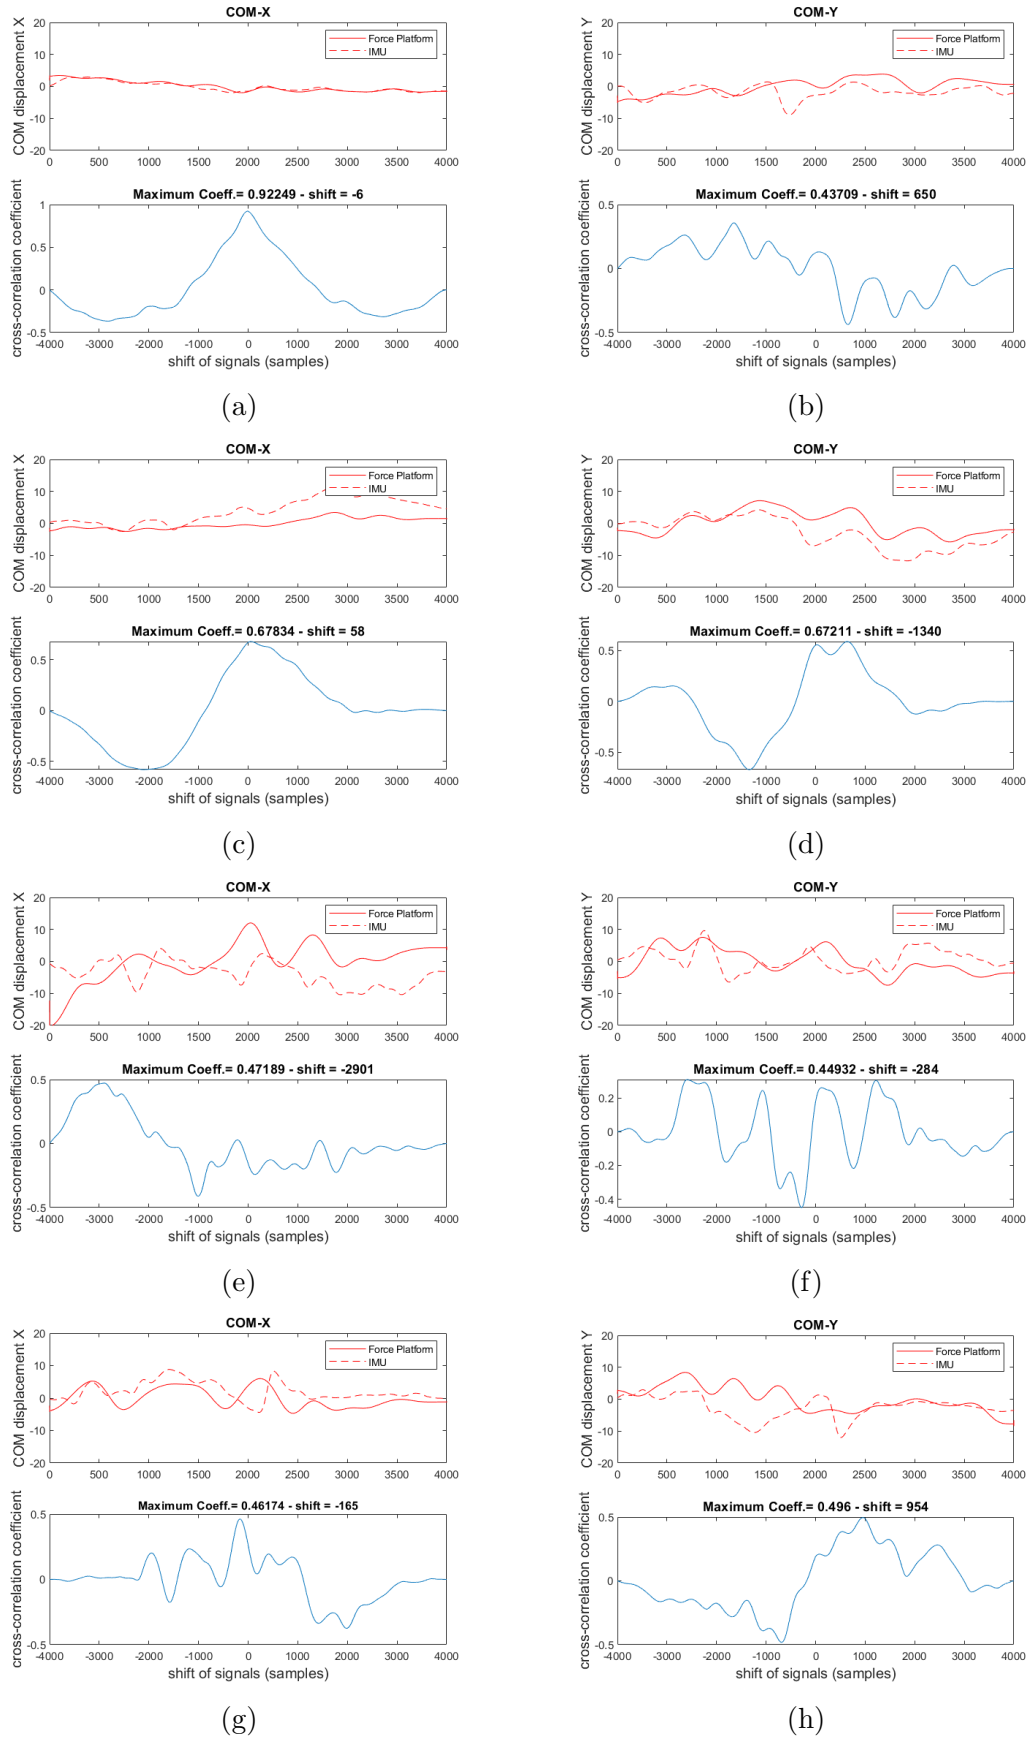 COM-X
COM displacement X
20
10
0
-10
-20
Force Platform
IMU
0 500 1000 1500 2000 2500 3000 3500 4000
Maximum Coeff.= 0.92249 - shift = -6
cross-correlation coefficient
1
0.5
0
-0.5
-4000 -3000 -2000 -1000 0 1000 2000 3000 4000
shift of signals (samples)
(a)
COM-Y
COM displacement Y
20
10
0
-10
-20
Force Platform
IMU
0 500 1000 1500 2000 2500 3000 3500 4000
Maximum Coeff.= 0.43709 - shift = 650
cross-correlation coefficient
0.5
0
-0.5
-4000 -3000 -2000 -1000 0 1000 2000 3000 4000
shift of signals (samples)
(b)
COM-X
COM displacement X
20
10
0
-10
-20
Force Platform
IMU
0 500 1000 1500 2000 2500 3000 3500 4000
Maximum Coeff.= 0.67834 - shift = 58
cross-correlation coefficient
0.5
0
-0.5
-4000 -3000 -2000 -1000 0 1000 2000 3000 4000
shift of signals (samples)
(c)
COM-Y
COM displacement Y
20
10
0
-10
-20
Force Platform
IMU
0 500 1000 1500 2000 2500 3000 3500 4000
Maximum Coeff.= 0.67211 - shift = -1340
cross-correlation coefficient
0.5
0
-0.5
-4000 -3000 -2000 -1000 0 1000 2000 3000 4000
shift of signals (samples)
(d)
COM-X
COM displacement X
20
10
0
-10
-20
Force Platform
IMU
0 500 1000 1500 2000 2500 3000 3500 4000
Maximum Coeff.= 0.47189 - shift = -2901
cross-correlation coefficient
0.5
0
-0.5
-4000 -3000 -2000 -1000 0 1000 2000 3000 4000
shift of signals (samples)
(e)
COM-Y
COM displacement Y
20
10
0
-10
-20
Force Platform
IMU
0 500 1000 1500 2000 2500 3000 3500 4000
Maximum Coeff.= 0.44932 - shift = -284
cross-correlation coefficient
0.2
0
-0.2
-0.4
-4000 -3000 -2000 -1000 0 1000 2000 3000 4000
shift of signals (samples)
(f)
COM-X
COM displacement X
20
10
0
-10
-20
Force Platform
IMU
0 500 1000 1500 2000 2500 3000 3500 4000
Maximum Coeff.= 0.46174 - shift = -165
cross-correlation coefficient
0.5
0
-0.5
-4000 -3000 -2000 -1000 0 1000 2000 3000 4000
shift of signals (samples)
(g)
COM-Y
COM displacement Y
20
10
0
-10
-20
Force Platform
IMU
0 500 1000 1500 2000 2500 3000 3500 4000
Maximum Coeff.= 0.496 - shift = 954
cross-correlation coefficient
0.5
0
-0.5
-4000 -3000 -2000 -1000 0 1000 2000 3000 4000
shift of signals (samples)
(h)